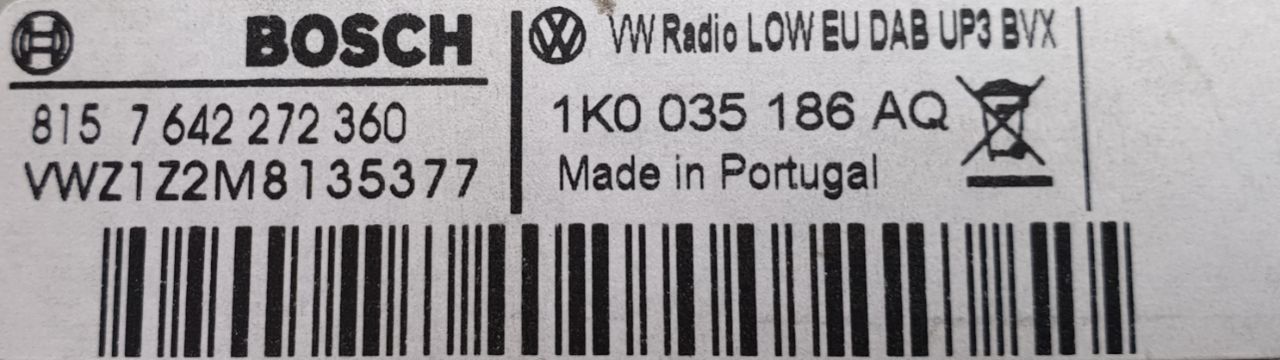 BOSCH
815 7 642 272 360
VWZ1Z2M8135377
VW Radio LOW EU DAB UP3 BVX
1K0 035 186 AQ
Made in Portugal